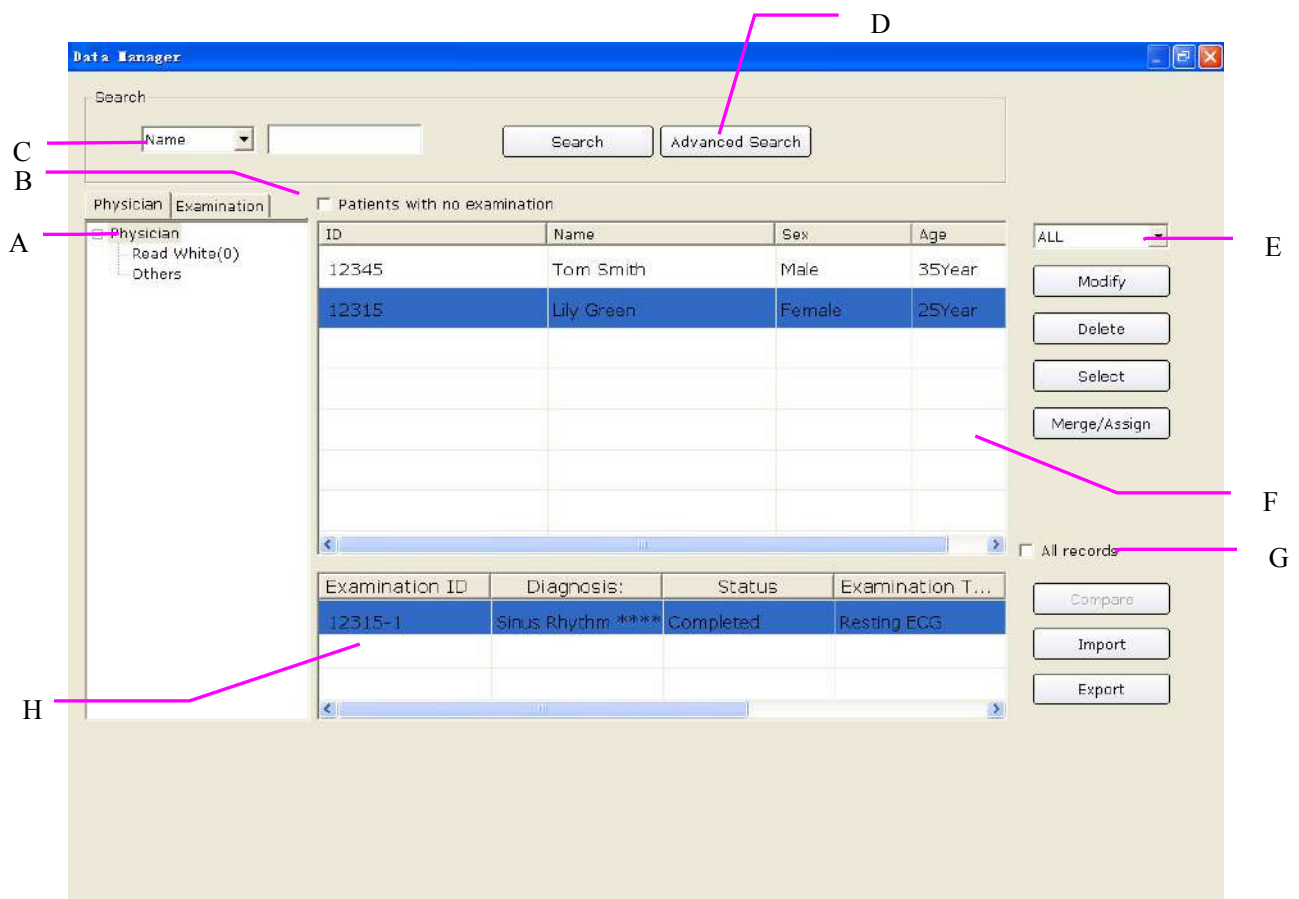 D
Data Manager
Search
C
Name
Search
Advanced Search
B
Physician
Examination
Patients with no examination
A
Physician
Read White(0)
Others
ID Name Sex Age
12345 Tom Smith Male 35Year
12315 Lily Green Female 25Year
ALL
E
Modify
Delete
Select
Merge/Assign
F
All records
G
Examination ID Diagnosis: Status Examination T...
12315-1 Sinus Rhythm **** Completed Resting ECG
Compare
Import
Export
H